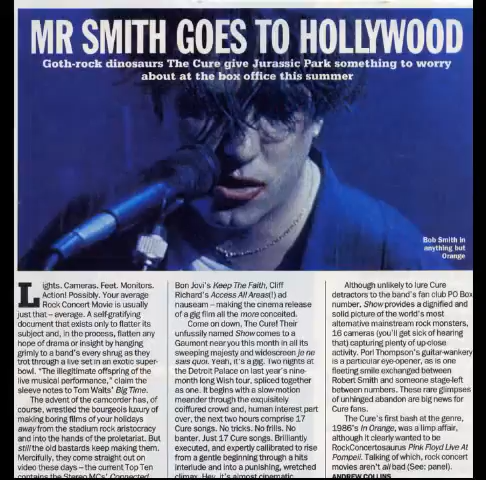 MR SMITH GOES TO HOLLYWOOD
Goth-rock dinosaurs The Cure give Jurassic Park something to worry
about at the box office this summer
Bob Smith in
anything but
Orange
Lights. Cameras. Feet. Monitors.
Action! Possibly. Your average
Rock Concert Movie is usually
just that – average. A self-gratifying
document that exists only to flatter its
subject and, in the process, flatten any
hope of drama or insight by hanging
grimly to a band's every shrug as they
trot through a live set in an exotic super-
bowl. "The illegitimate offspring of the
live musical performance," claim the
sleeve notes to Tom Waits' Big Time.
The advent of the camcorder has, of
course, wrestled the bourgeois luxury of
making boring films of your holidays
away from the stadium rock aristocracy
and into the hands of the proletariat. But
still the old bastards keep making them.
Mercifully, they come straight out on
video these days – the current Top Ten
contains the Stereo MCs' Connected,
Bon Jovi's Keep The Faith, Cliff
Richard's Access All Areas(!) ad
nauseam – making the cinema release
of a gig film all the more conceited.
Come on down, The Cure! Their
unfussily named Show comes to a
Gaumont near you this month in all its
sweeping majesty and widescreen je ne
sais quoi. Yeah, it's a gig. Two nights at
the Detroit Palace on last year's nine-
month long Wish tour, spliced together
as one. It begins with a slow-motion
meander through the exquisitely
coiffured crowd and, human interest part
over, the next two hours comprise 17
Cure songs. No tricks. No frills. No
banter. Just 17 Cure songs. Brilliantly
executed, and expertly calibrated to rise
from a gentle beginning through a hits
interlude and into a punishing, wretched
climax. Hey, it's almost cinematic.
Although unlikely to lure Cure
detractors to the band's fan club PO Box
number, Show provides a dignified and
solid picture of the world's most
alternative mainstream rock monsters,
16 cameras (you'll get sick of hearing
that) capturing plenty of up-close
activity. Porl Thompson's guitar-wankery
is a particular eye-opener, as is one
fleeting smile exchanged between
Robert Smith and someone stage-left
between numbers. These rare glimpses
of unhinged abandon are big news for
Cure fans.
The Cure's first bash at the genre,
1986's In Orange, was a limp affair,
although it clearly wanted to be
RockConcertosaurus Pink Floyd Live At
Pompeii. Talking of which, rock concert
movies aren't all bad (See: panel).
ANDREW COLLINS